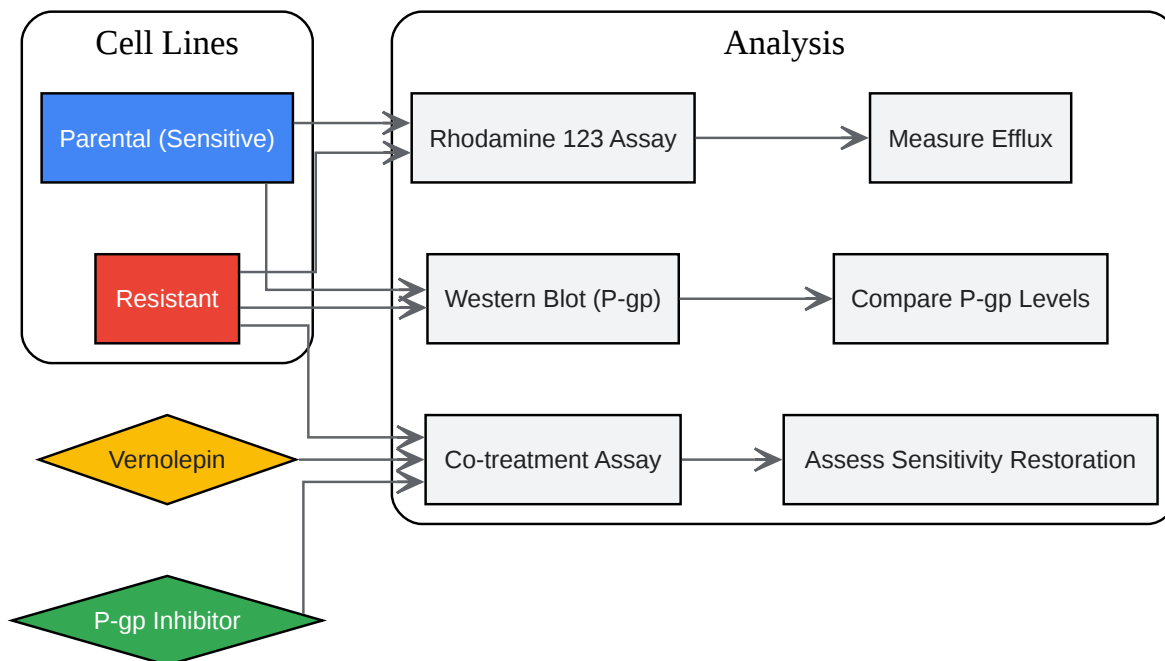 Cell Lines
Analysis
Parental (Sensitive)
Rhodamine 123 Assay
Measure Efflux
Resistant
Western Blot (P-gp)
Compare P-gp Levels
Vernolepin
Co-treatment Assay
Assess Sensitivity Restoration
P-gp Inhibitor